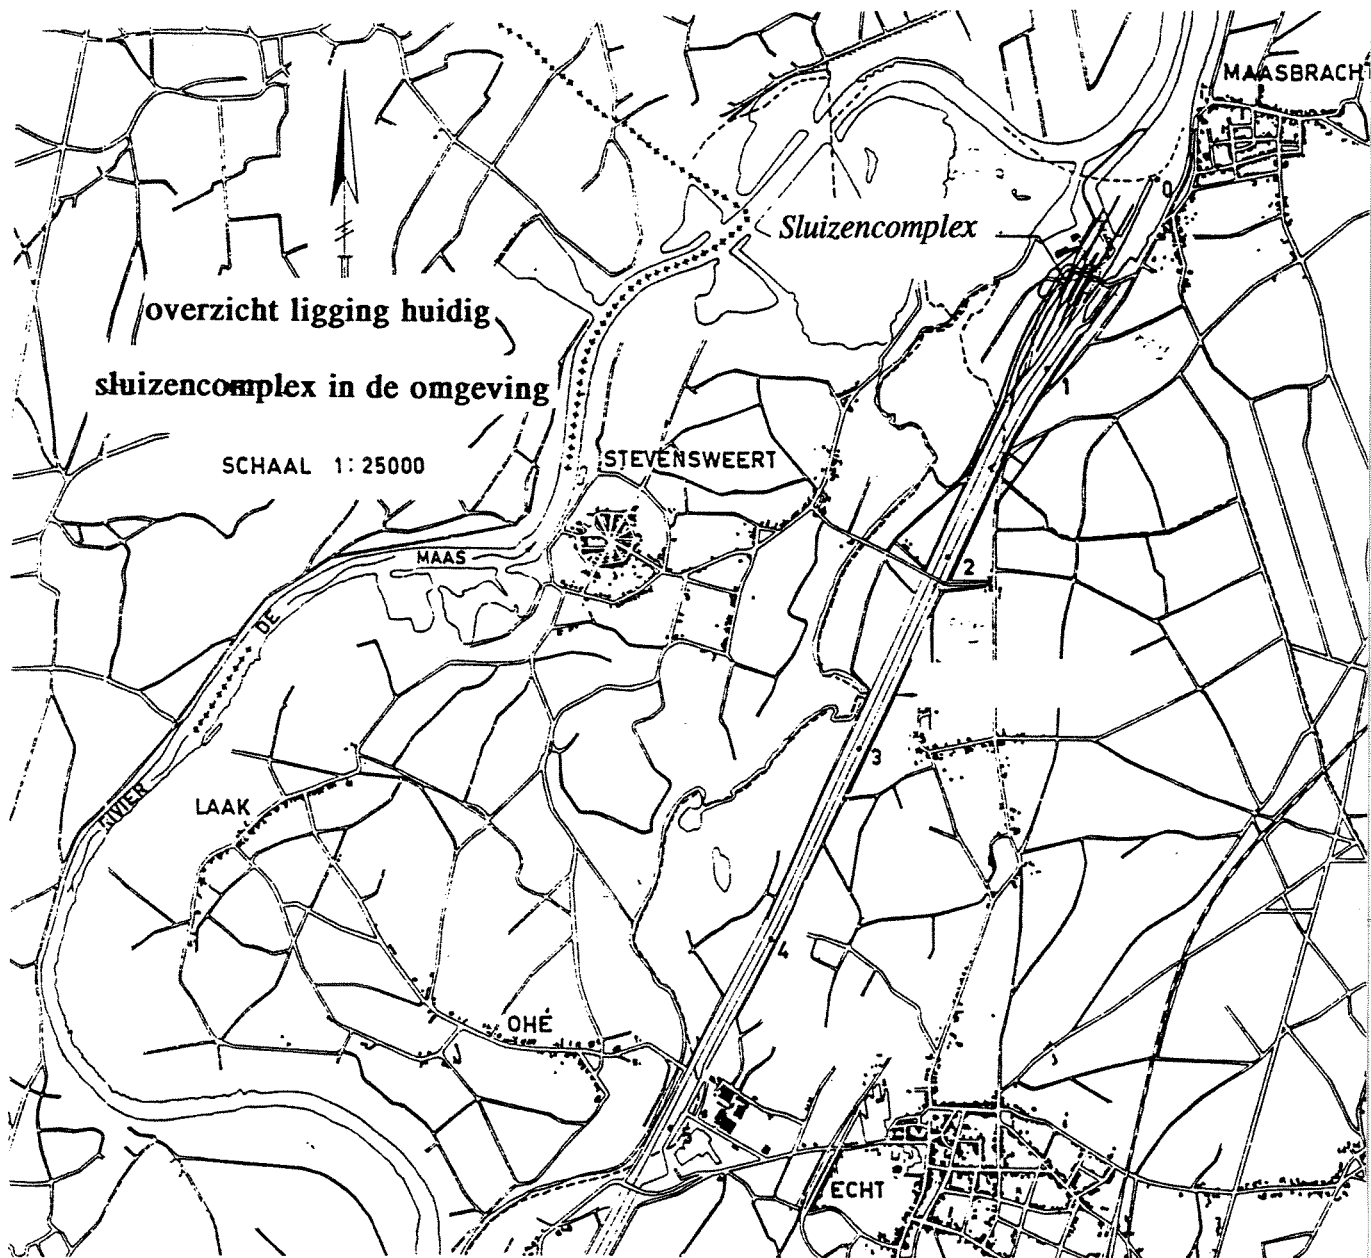 MAASBRACHT
0
Sluizencomplex
overzicht ligging huidig
sluizencomplex in de omgeving
SCHAAL 1:25000
1
STEVENSWEERT
MAAS
2
DE
3
RIVIER
LAAK
4
OHÉ
ECHT